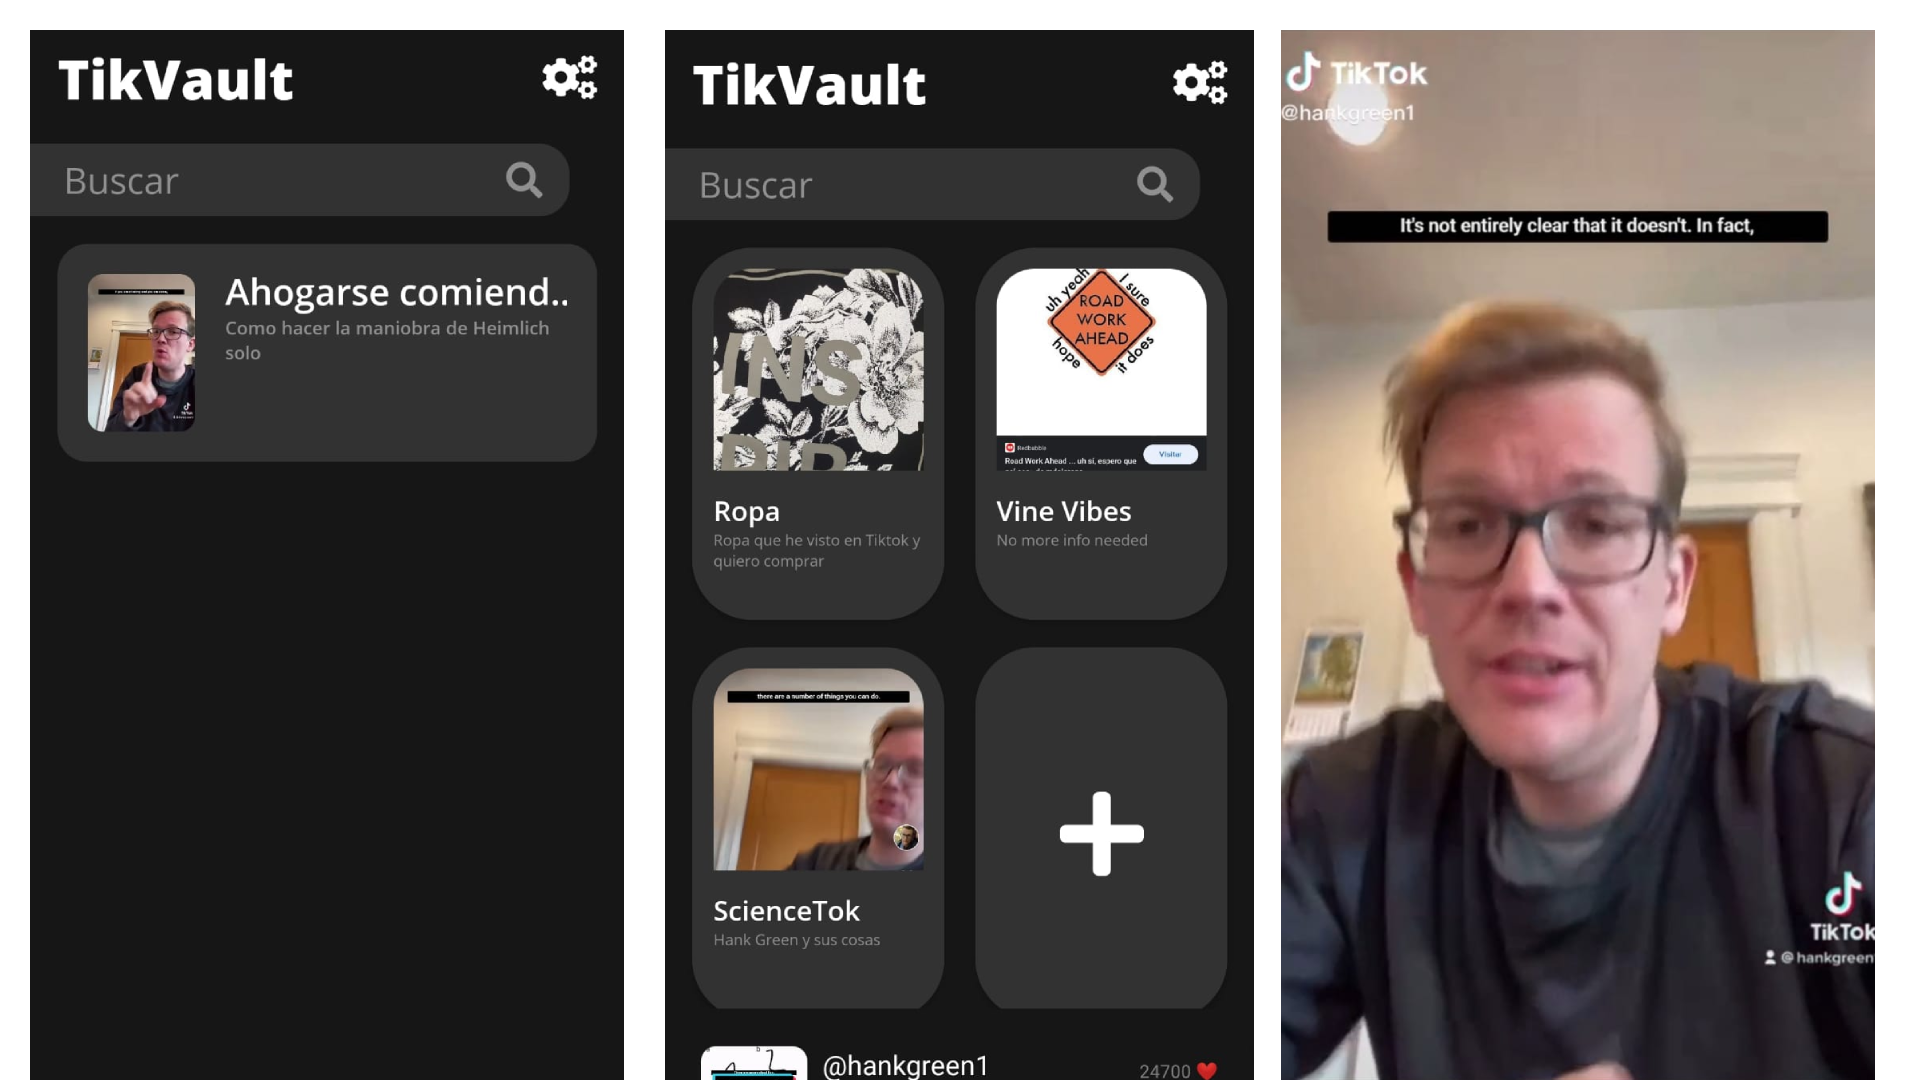 TikVault
Buscar
Ahogarse comiend..
Como hacer la maniobra de Heimlich
solo
TikVault
Buscar
INS
PIR
uh yeah
I sure
ROAD
WORK
AHEAD
hope
it does
Redbubble
Road Work Ahead ... uh sí, espero que
Visitar
Ropa
Ropa que he visto en Tiktok y
quiero comprar
Vine Vibes
No more info needed
there are a number of things you can do.
ScienceTok
Hank Green y sus cosas
@hankgreen1
24700
TikTok
@hankgreen1
It's not entirely clear that it doesn't. In fact,
TikTok
@hankgreen